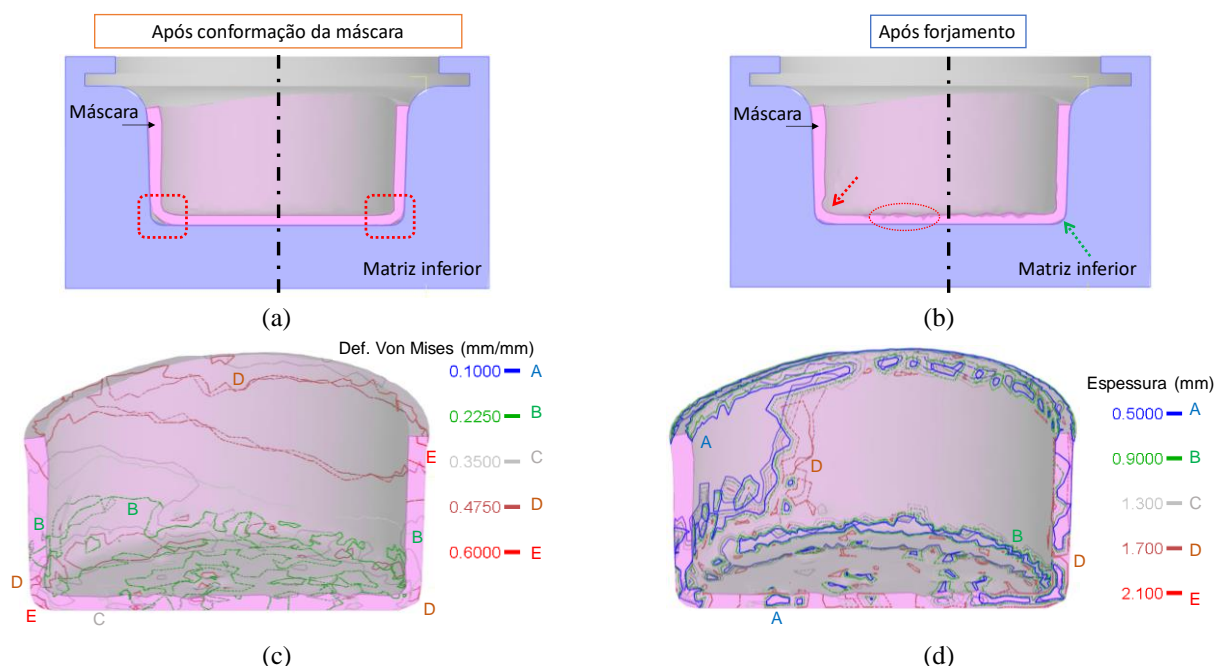 Após conformação da máscara
Máscara
Matriz inferior
(a)
Após forjamento
Máscara
Matriz inferior
(b)
Def. Von Mises (mm/mm)
0.1000 A
0.2250 B
0.3500 C
0.4750 D
0.6000 E
D
E
B
B
B
D
D
E
C
(c)
Espessura (mm)
0.5000 A
0.9000 B
1.300 C
1.700 D
2.100 E
A
D
B
D
A
(d)